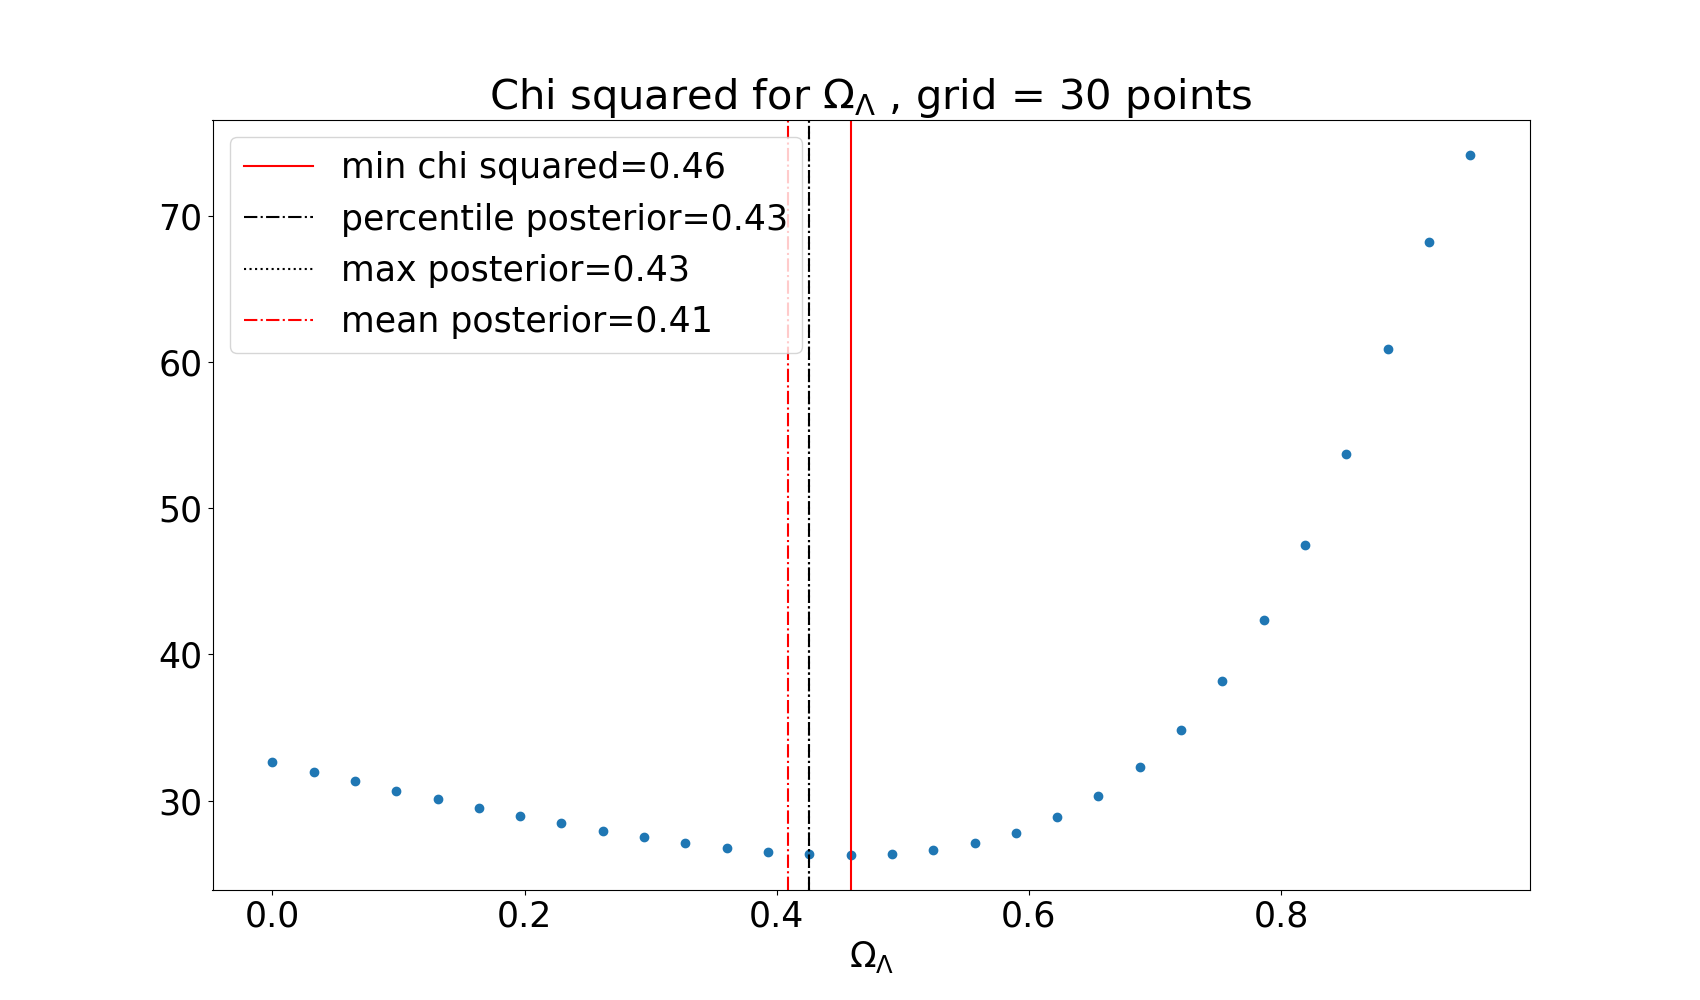 Chi squared for Ω_Λ , grid = 30 points
min chi squared=0.46
percentile posterior=0.43
max posterior=0.43
mean posterior=0.41
70
60
50
40
30
0.0 0.2 0.4 0.6 0.8
Ω_Λ